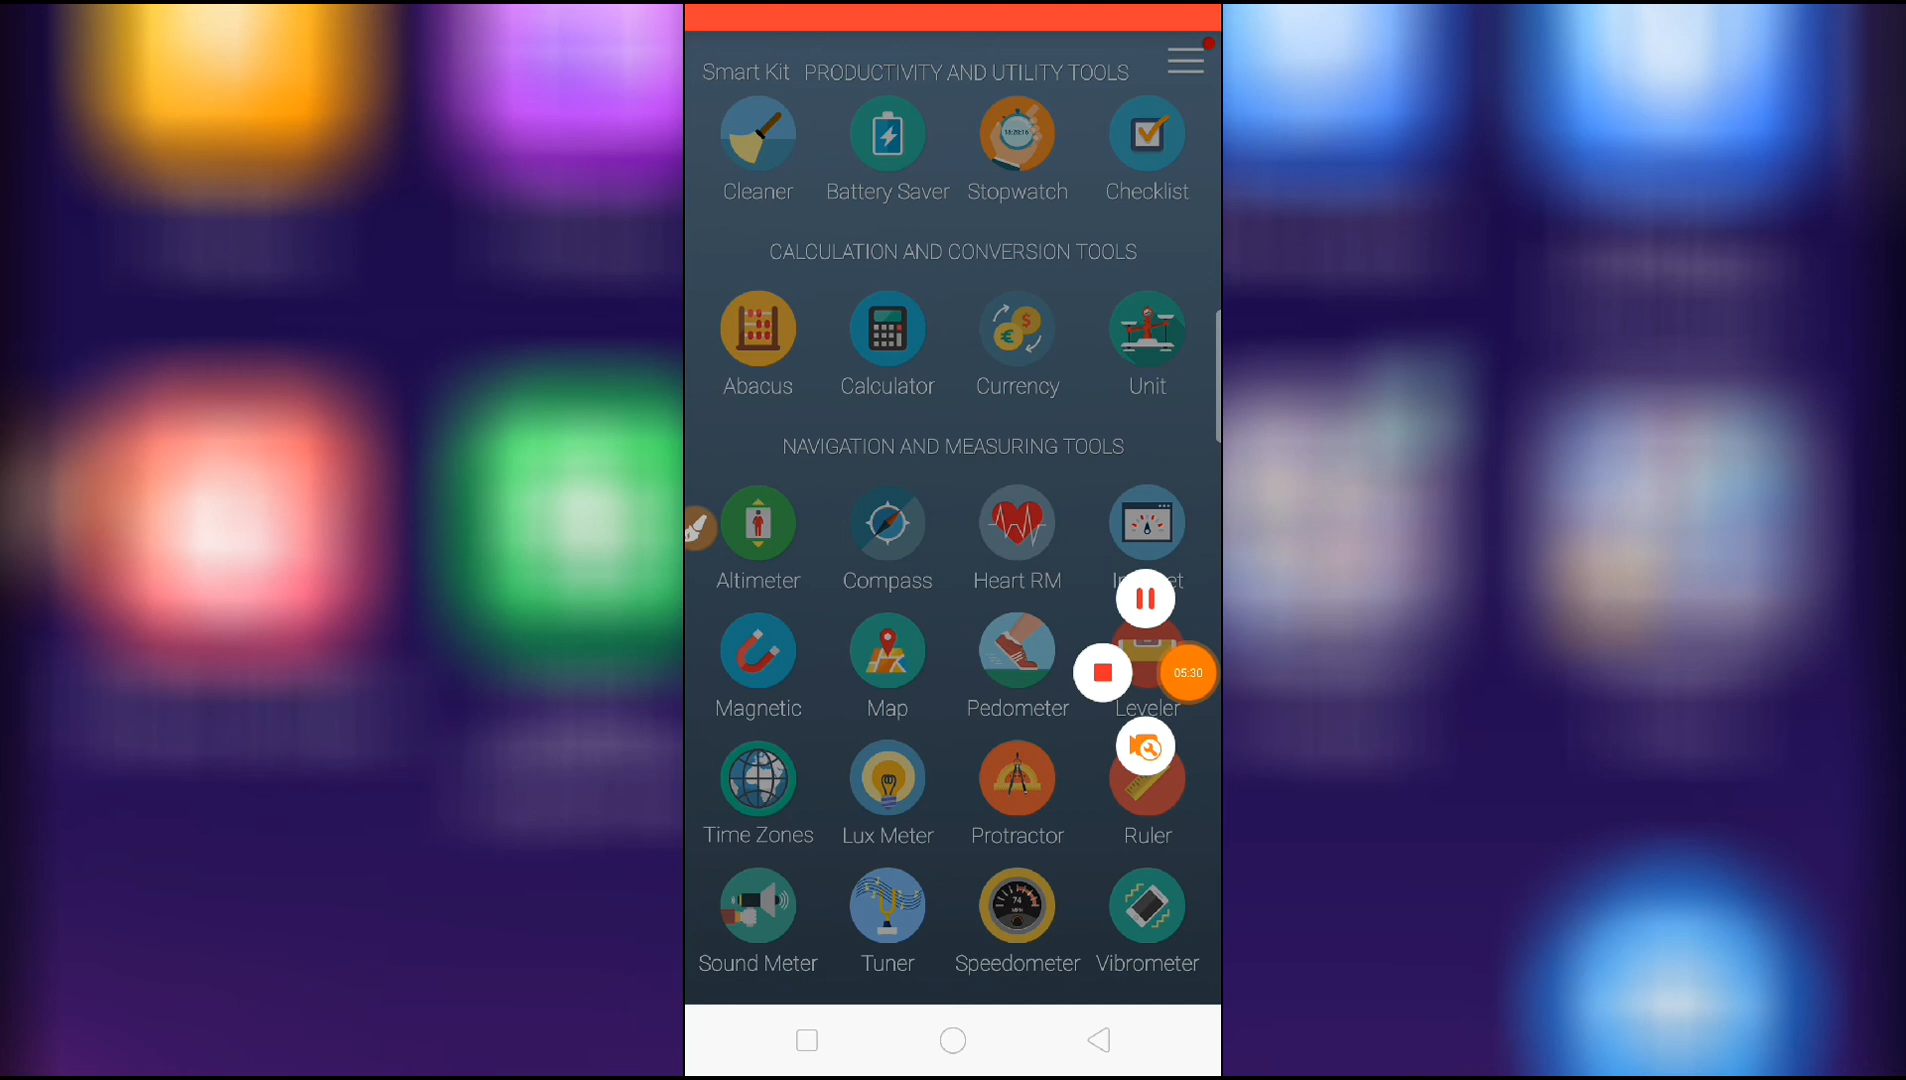 Smart Kit PRODUCTIVITY AND UTILITY TOOLS
Cleaner Battery Saver Stopwatch Checklist
CALCULATION AND CONVERSION TOOLS
Abacus Calculator Currency Unit
NAVIGATION AND MEASURING TOOLS
Altimeter Compass Heart RM
05:30
Magnetic Map Pedometer Leveler
Time Zones Lux Meter Protractor Ruler
74
MPH
Sound Meter Tuner Speedometer Vibrometer